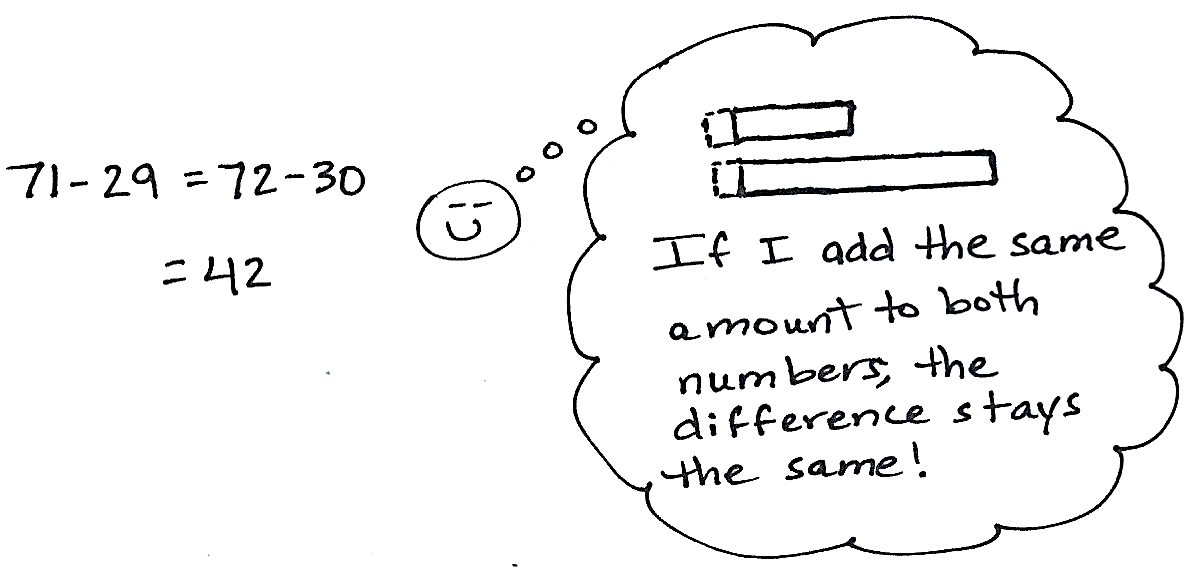 71-29 = 72-30
= 42
If I add the same
amount to both
numbers, the
difference stays
the same!